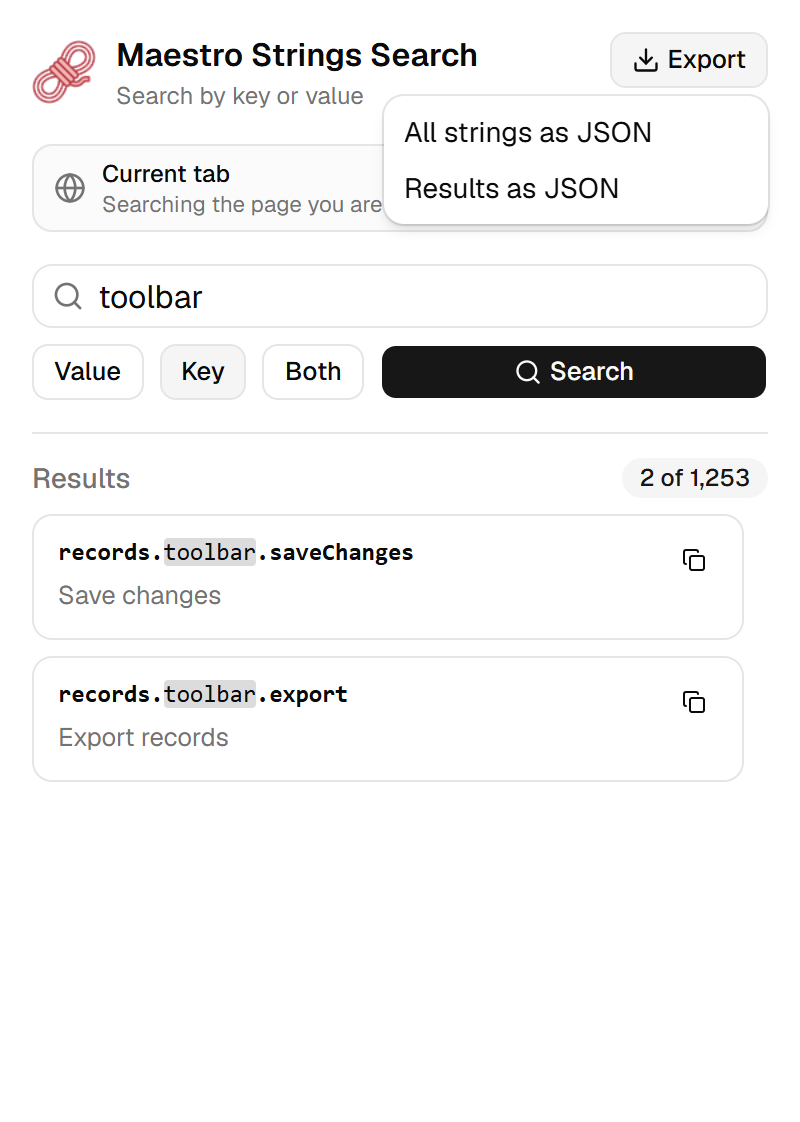 Maestro Strings Search
Search by key or value
Export
All strings as JSON
Results as JSON
Current tab
Searching the page you are
toolbar
Value
Key
Both
Search
Results
2 of 1,253
records.toolbar.saveChanges
Save changes
records.toolbar.export
Export records